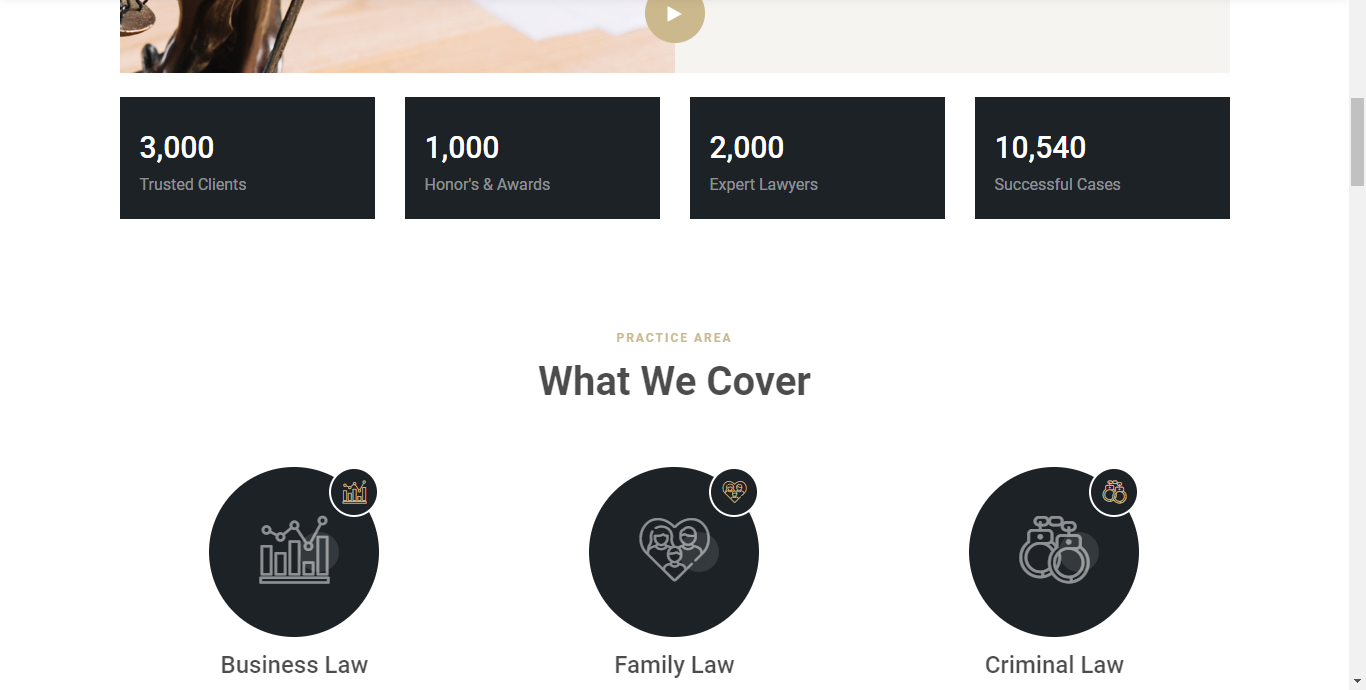 3,000
Trusted Clients
1,000
Honor's & Awards
2,000
Expert Lawyers
10,540
Successful Cases
PRACTICE AREA
What We Cover
Business Law
Family Law
Criminal Law